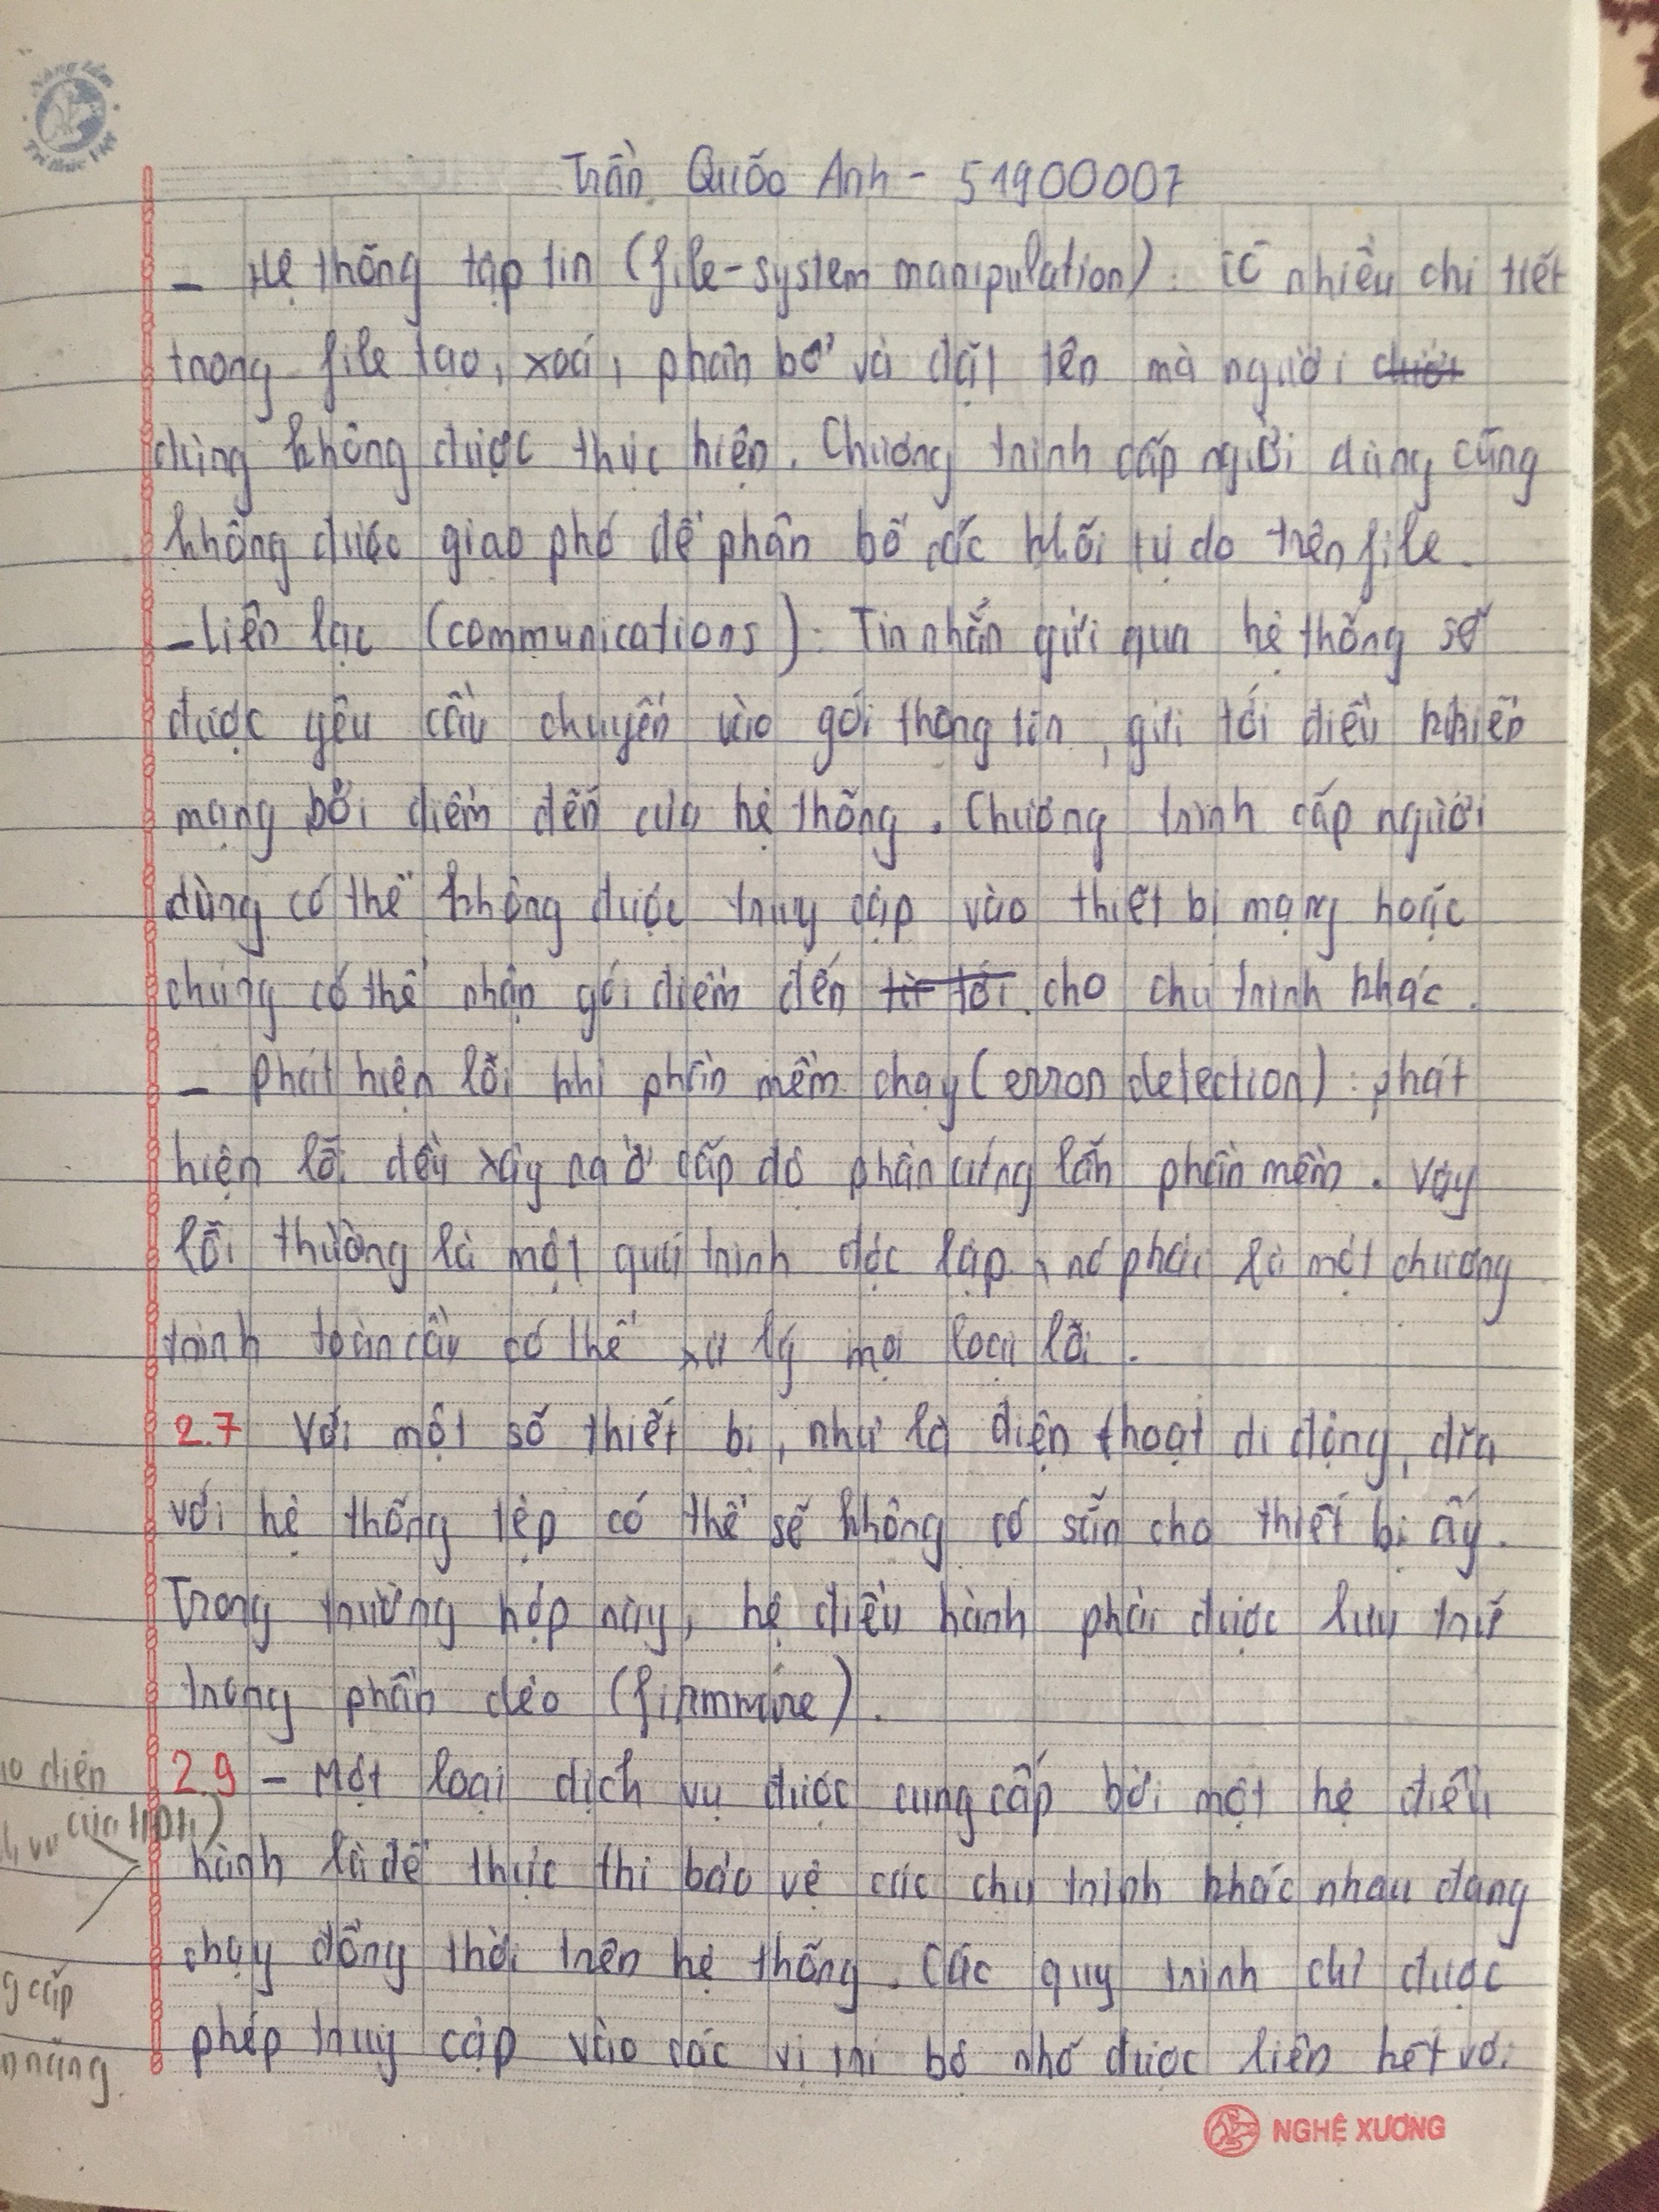 Nâng tầm
Tri thức Việt
Trần Quốc Anh - 51900007
- Hệ thống tập tin (file-system manipulation): có nhiều chi tiết
trong file tạo, xoá, phân bổ và đặt tên mà người
dùng không được thực hiện. Chương trình cấp người dùng cũng
không được giao phó để phân bổ các khối tự do trên file.
- Liên lạc (communications): Tin nhắn gửi qua hệ thống sẽ
được yêu cầu chuyển vào gói thông tin, gửi tới điều khiển
mạng bởi điểm đến của hệ thống. Chương trình cấp người
dùng có thể không được truy cập vào thiết bị mạng hoặc
chúng có thể nhận gói điểm đến cho chu trình khác.
- Phát hiện lỗi khi phần mềm chạy (error detection): phát
hiện lỗi đều xảy ra ở cấp độ phần cứng lẫn phần mềm. Vậy
lỗi thường là một quá trình độc lập, nó phải là một chương
trình toàn cầu có thể xử lý mọi loại lỗi.
2.7 Với một số thiết bị, như là điện thoại di động, đĩa
với hệ thống tệp có thể sẽ không có sẵn cho thiết bị ấy.
Trong trường hợp này, hệ điều hành phải được lưu trữ
trong phần dẻo (firmware).
2.9 - Một loại dịch vụ được cung cấp bởi một hệ điều
hành là để thực thi bảo vệ các chu trình khác nhau đang
chạy đồng thời trên hệ thống. Các quy trình chỉ được
phép truy cập vào các vị trí bộ nhớ được liên kết với
diện
của HĐH)
cấp
năng.
NGHỆ XƯƠNG